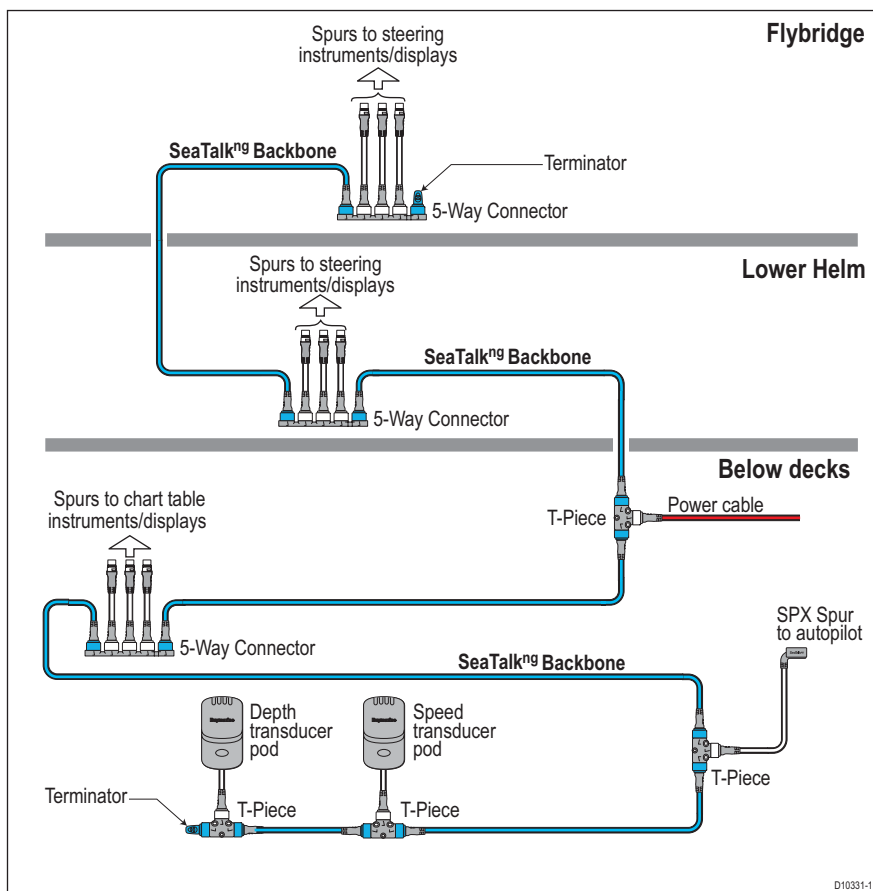 Flybridge
Spurs to steering
instruments/displays
SeaTalkng Backbone
Terminator
5-Way Connector
Lower Helm
Spurs to steering
instruments/displays
SeaTalkng Backbone
5-Way Connector
Below decks
Spurs to chart table
instruments/displays
T-Piece
Power cable
5-Way Connector
SPX Spur
to autopilot
SeaTalkng Backbone
Depth
transducer
pod
Speed
transducer
pod
T-Piece
Terminator
T-Piece
T-Piece
D10331-1